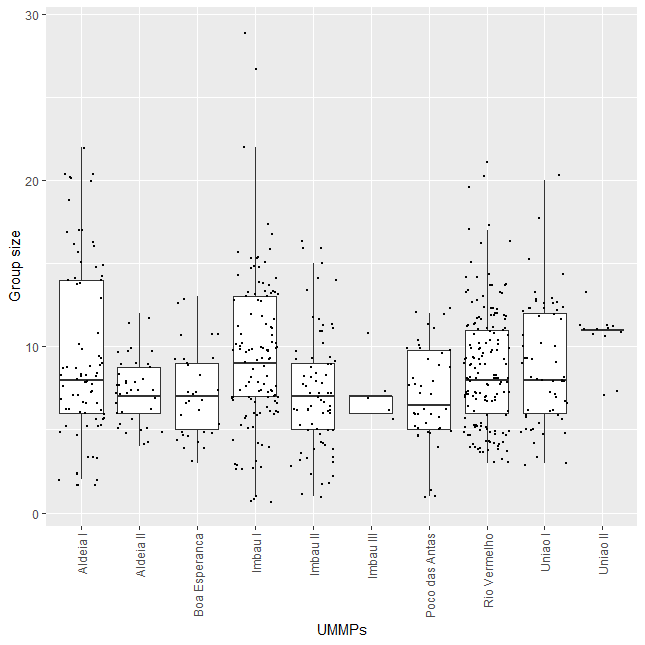 30
20
10
0
Group size
Aldeia I
Aldeia II
Boa Esperanca
Imbau I
Imbau II
Imbau III
Poco das Antas
Rio Vermelho
Uniao I
Uniao II
UMMPs